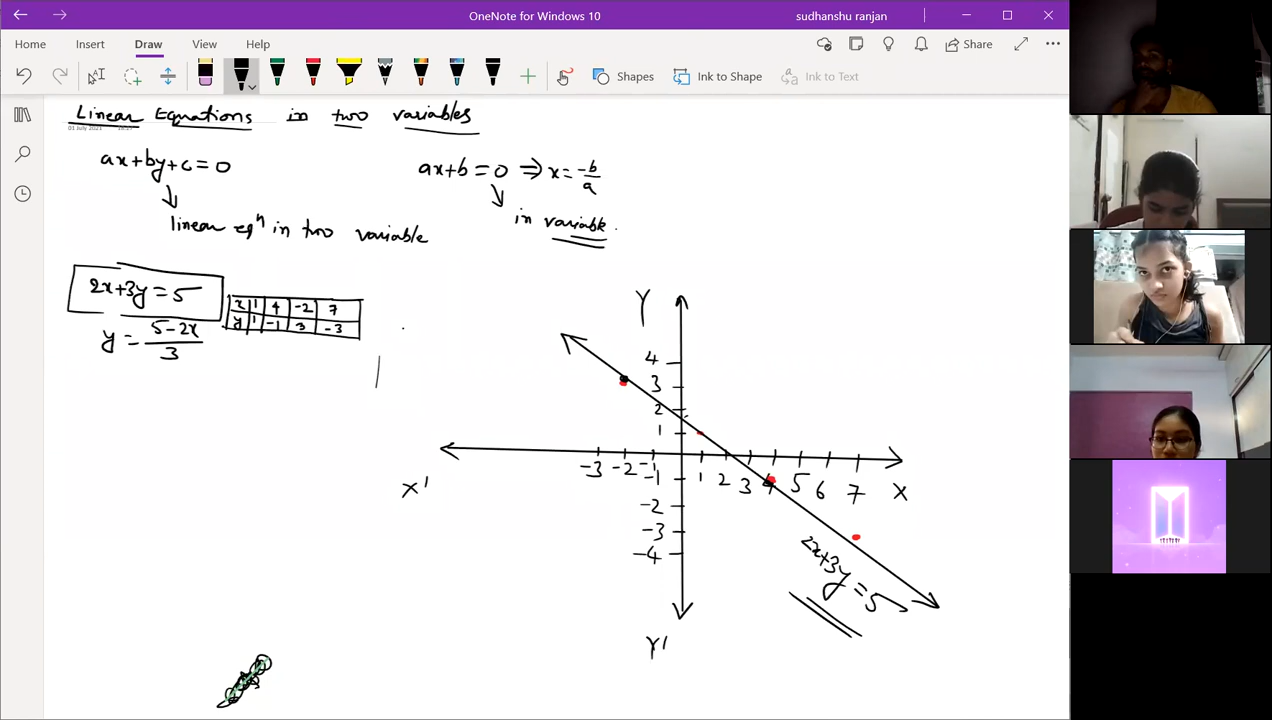 OneNote for Windows 10
sudhanshu ranjan
Home Insert Draw View Help
Share
Shapes
Ink to Shape
Ink to Text
Linear Equations in two variables
ax+by+c=0
ax+b=0 ⇒ x=-b/a
linear eqⁿ in two variable
in variable.
2x+3y=5
x 1 4 -2 7
y 1 -1 3 -3
y = 5-2x/3
Y
4
3
2
1
-3 -2 -1 1 2 3 4 5 6 7
X' X
-1
-2
-3
-4
2x+3y=5
Y'